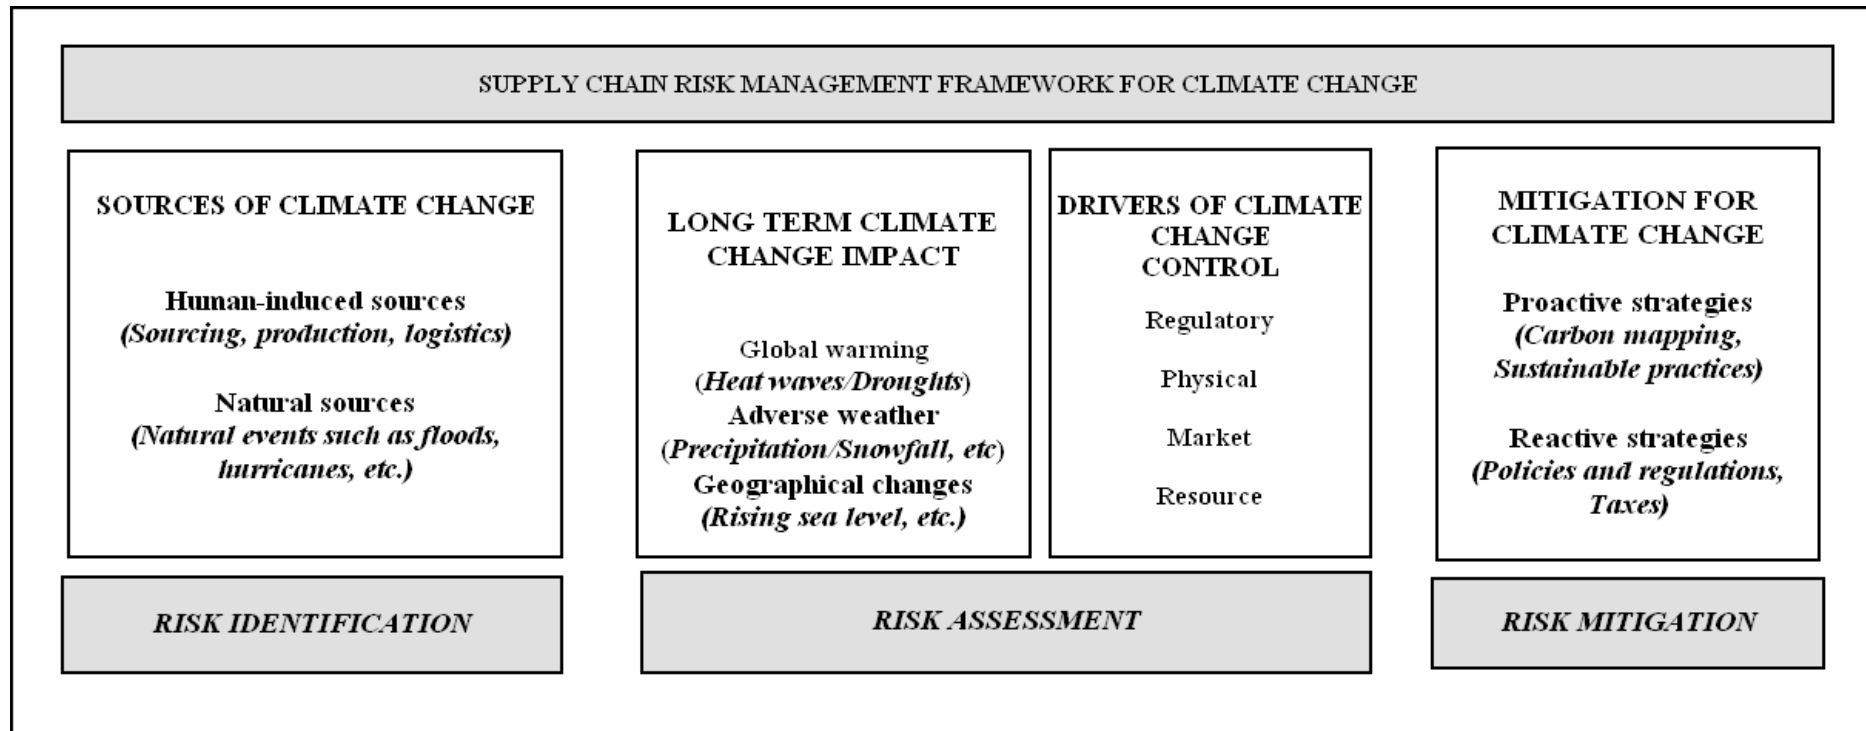 SUPPLY CHAIN RISK MANAGEMENT FRAMEWORK FOR CLIMATE CHANGE
SOURCES OF CLIMATE CHANGE
Human-induced sources
(Sourcing, production, logistics)
Natural sources
(Natural events such as floods,
hurricanes, etc.)
RISK IDENTIFICATION
LONG TERM CLIMATE
CHANGE IMPACT
Global warming
(Heat waves/Droughts)
Adverse weather
(Precipitation/Snowfall, etc)
Geographical changes
(Rising sea level, etc.)
DRIVERS OF CLIMATE
CHANGE
CONTROL
Regulatory
Physical
Market
Resource
RISK ASSESSMENT
MITIGATION FOR
CLIMATE CHANGE
Proactive strategies
(Carbon mapping,
Sustainable practices)
Reactive strategies
(Policies and regulations,
Taxes)
RISK MITIGATION